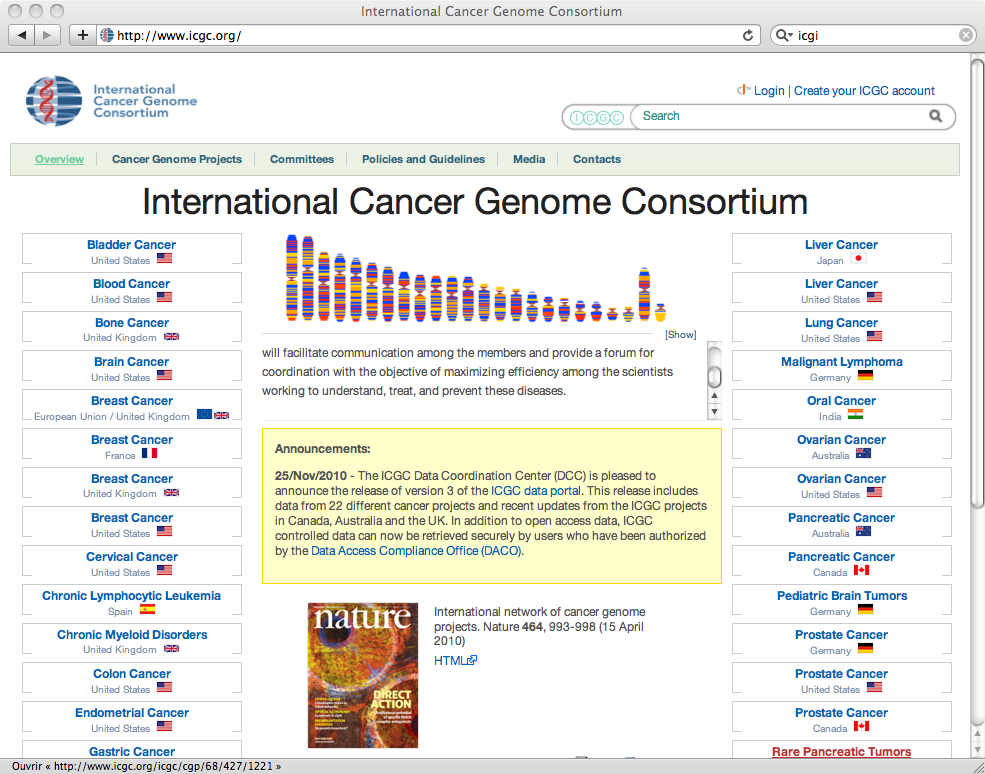 International Cancer Genome Consortium
http://www.icgc.org/
icgi
International
Cancer Genome
Consortium
Login | Create your ICGC account
ICGC
Search
Overview
Cancer Genome Projects
Committees
Policies and Guidelines
Media
Contacts
International Cancer Genome Consortium
Bladder Cancer
United States
Blood Cancer
United States
Bone Cancer
United Kingdom
Brain Cancer
United States
Breast Cancer
European Union / United Kingdom
Breast Cancer
France
Breast Cancer
United Kingdom
Breast Cancer
United States
Cervical Cancer
United States
Chronic Lymphocytic Leukemia
Spain
Chronic Myeloid Disorders
United Kingdom
Colon Cancer
United States
Endometrial Cancer
United States
Gastric Cancer
[Show]
will facilitate communication among the members and provide a forum for
coordination with the objective of maximizing efficiency among the scientists
working to understand, treat, and prevent these diseases.
Announcements:
25/Nov/2010 - The ICGC Data Coordination Center (DCC) is pleased to
announce the release of version 3 of the ICGC data portal. This release includes
data from 22 different cancer projects and recent updates from the ICGC projects
in Canada, Australia and the UK. In addition to open access data, ICGC
controlled data can now be retrieved securely by users who have been authorized
by the Data Access Compliance Office (DACO).
nature
DIRECT
ACTION
International network of cancer genome
projects. Nature 464, 993-998 (15 April
2010)
HTML
Liver Cancer
Japan
Liver Cancer
United States
Lung Cancer
United States
Malignant Lymphoma
Germany
Oral Cancer
India
Ovarian Cancer
Australia
Ovarian Cancer
United States
Pancreatic Cancer
Australia
Pancreatic Cancer
Canada
Pediatric Brain Tumors
Germany
Prostate Cancer
Germany
Prostate Cancer
United States
Prostate Cancer
Canada
Rare Pancreatic Tumors
Ouvrir « http://www.icgc.org/icgc/cgp/68/427/1221 »